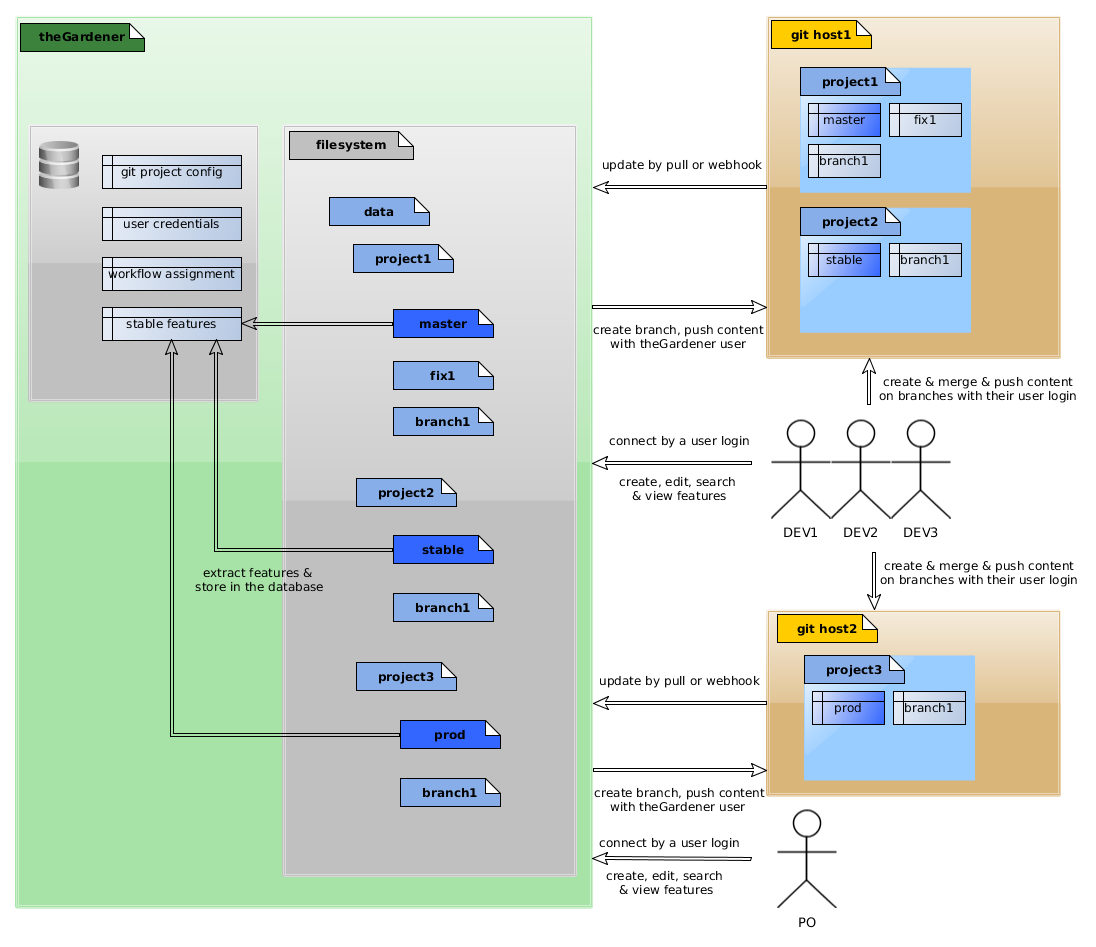 theGardener
git project config
user credentials
workflow assignment
stable features
extract features &
store in the database
filesystem
data
project1
master
fix1
branch1
project2
stable
branch1
project3
prod
branch1
update by pull or webhook
create branch, push content
with theGardener user
connect by a user login
create, edit, search
& view features
update by pull or webhook
create branch, push content
with theGardener user
connect by a user login
create, edit, search
& view features
git host1
project1
master
fix1
branch1
project2
stable
branch1
create & merge & push content
on branches with their user login
DEV1
DEV2
DEV3
create & merge & push content
on branches with their user login
git host2
project3
prod
branch1
PO